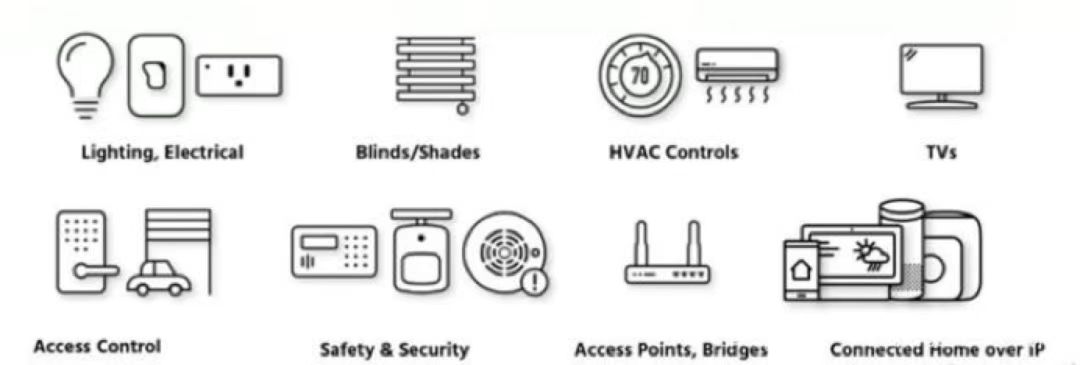 70
Lighting, Electrical
Blinds/Shades
HVAC Controls
TVs
Access Control
Safety & Security
Access Points, Bridges
Connected Home over IP